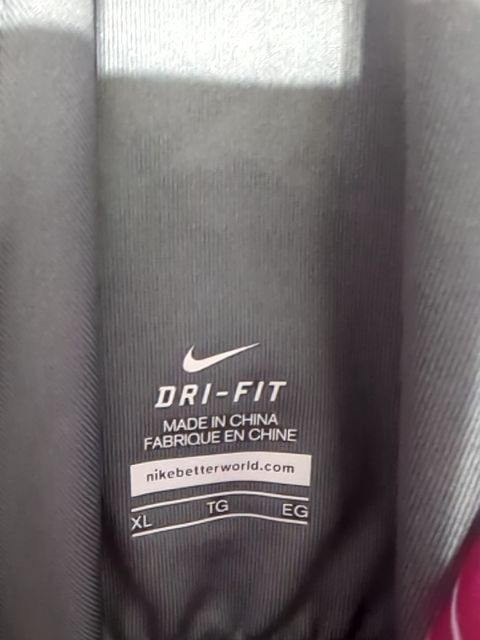 DRI-FIT
MADE IN CHINA
FABRIQUE EN CHINE
nikebetterworld.com
XL TG EG